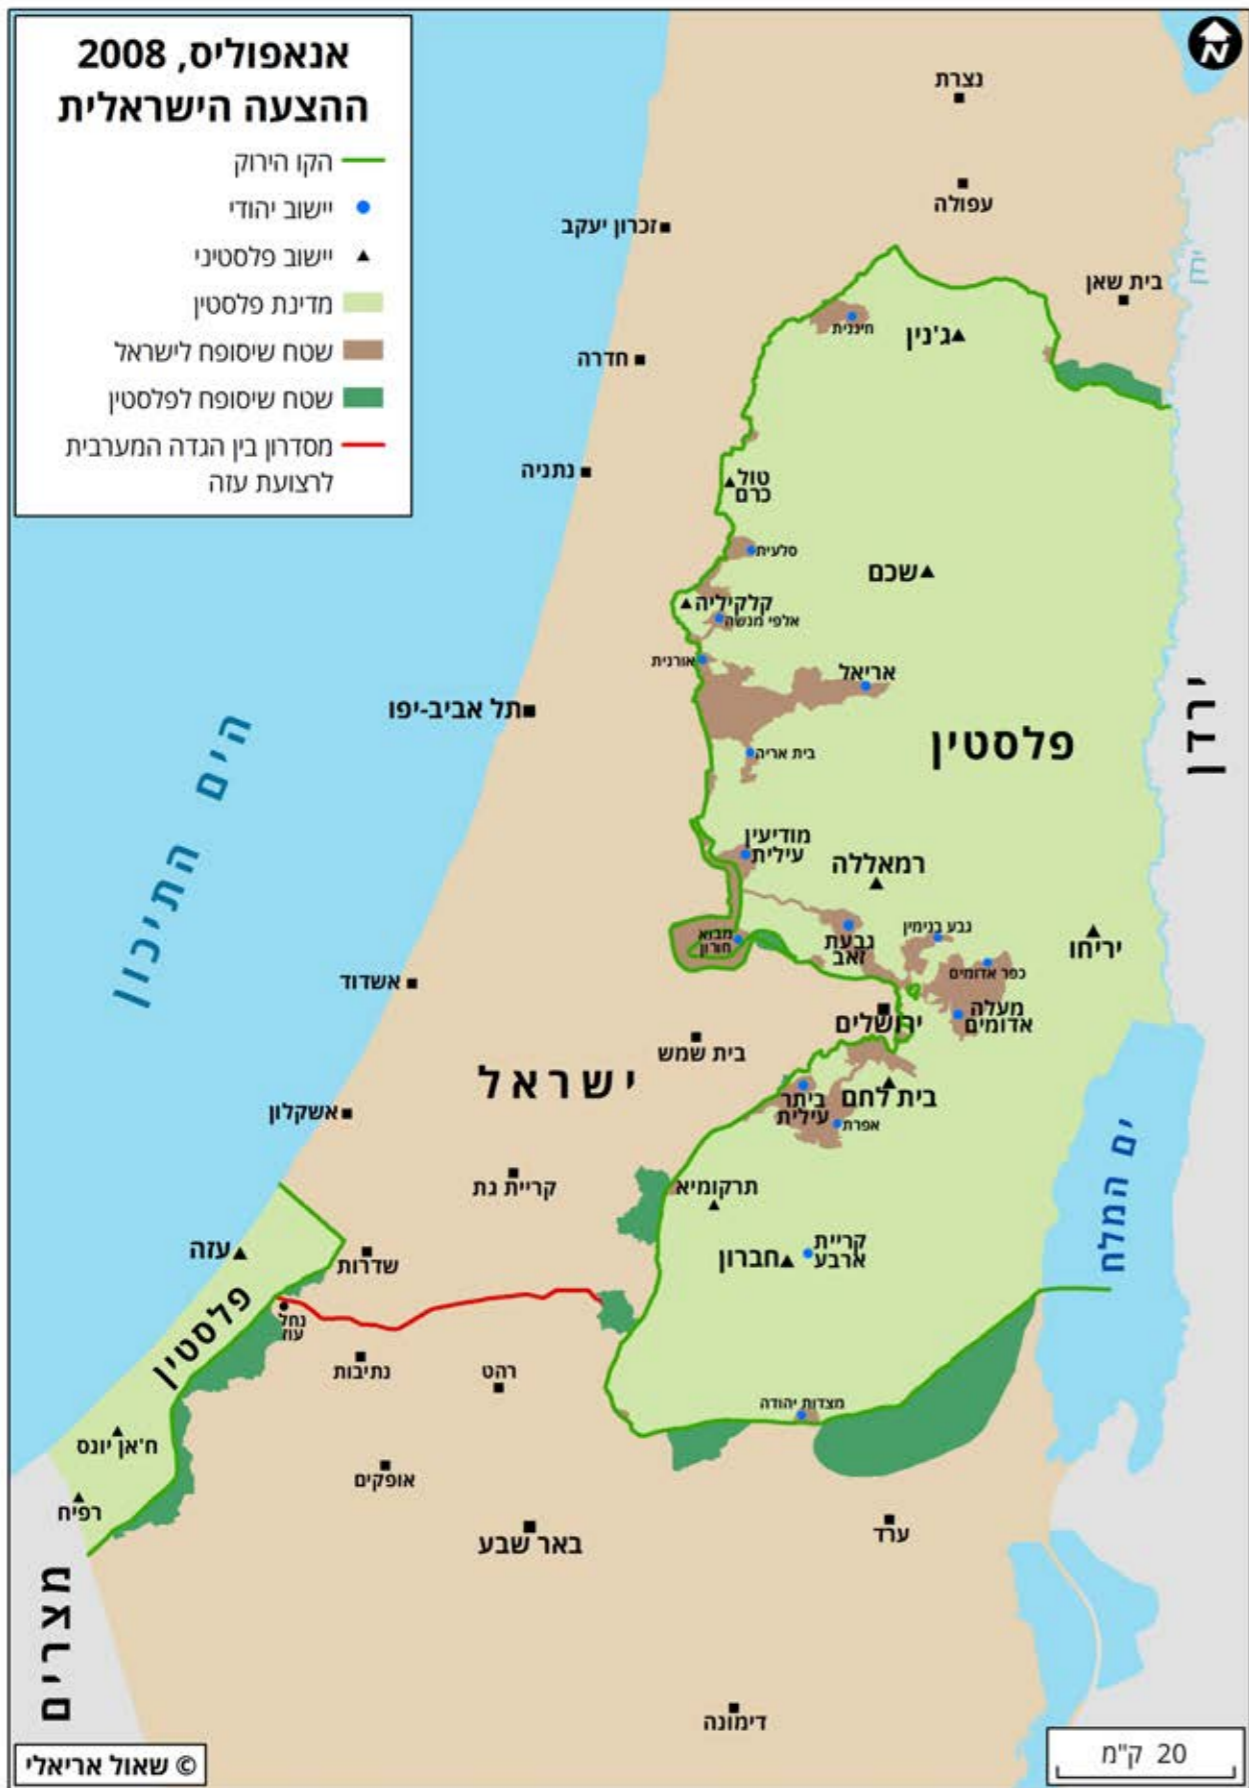 אנאפוליס, 2008
ההצעה הישראלית
הקו הירוק
יישוב יהודי
יישוב פלסטיני
מדינת פלסטין
שטח שיסופח לישראל
שטח שיסופח לפלסטין
מסדרון בין הגדה המערבית
לרצועת עזה
N
נצרת
עפולה
זכרון יעקב
ירדן
בית שאן
חיננית
ג'נין
חדרה
נתניה
טול
כרם
סלעית
שכם
קלקיליה
אלפי מנשה
אורנית
אריאל
תל אביב-יפו
ירדן
פלסטין
בית אריה
הים התיכון
מודיעין
עילית
רמאללה
גבע בנימין
יריחו
מבוא
חורון
גבעת
זאב
כפר אדומים
אשדוד
מעלה
אדומים
ירושלים
בית שמש
ישראל
בית לחם
ביתר
עילית
אפרת
אשקלון
ים המלח
קריית גת
תרקומיא
קריית
ארבע
חברון
עזה
שדרות
פלסטין
נחל
עוז
נתיבות
רהט
מצדות יהודה
ח'אן יונס
אופקים
רפיח
באר שבע
ערד
מצרים
דימונה
20 ק"מ
© שאול אריאלי